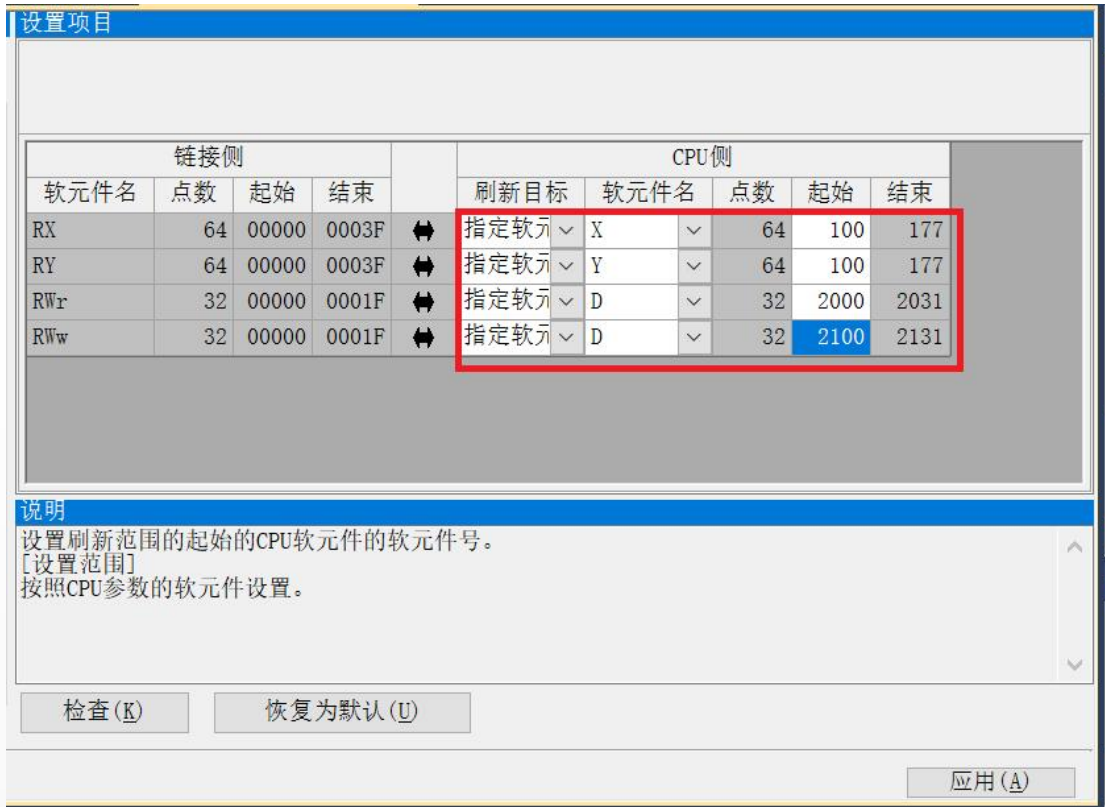 设置项目
链接侧 CPU侧
软元件名 点数 起始 结束 刷新目标 软元件名 点数 起始 结束
RX 64 00000 0003F 指定软元 X 64 100 177
RY 64 00000 0003F 指定软元 Y 64 100 177
RWr 32 00000 0001F 指定软元 D 32 2000 2031
RWw 32 00000 0001F 指定软元 D 32 2100 2131
说明
设置刷新范围的起始的CPU软元件的软元件号。
[设置范围]
按照CPU参数的软元件设置。
检查(K) 恢复为默认(U)
应用(A)